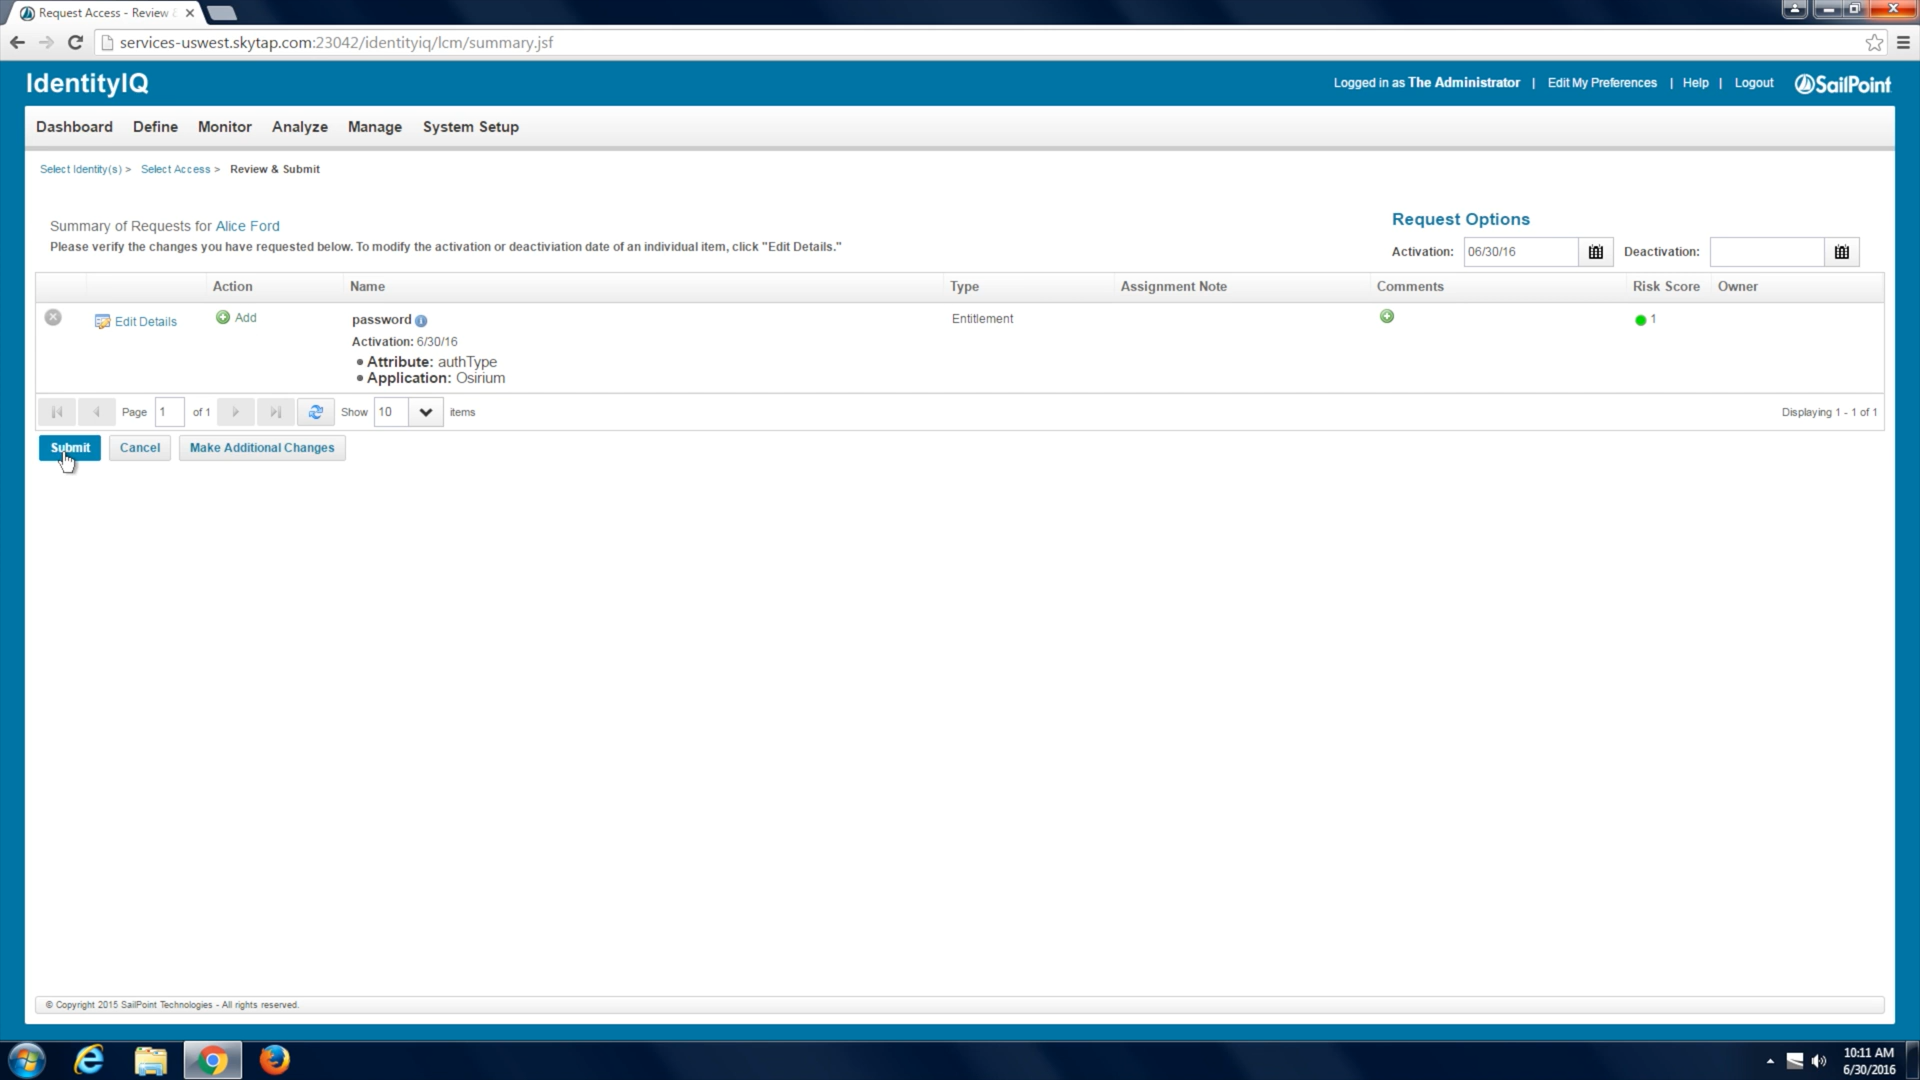 Request Access - Review
services-uswest.skytap.com:23042/identityiq/lcm/summary.jsf
IdentityIQ
Logged in as The Administrator | Edit My Preferences | Help | Logout SailPoint
Dashboard Define Monitor Analyze Manage System Setup
Select Identity(s) > Select Access > Review & Submit
Summary of Requests for Alice Ford
Please verify the changes you have requested below. To modify the activation or deactiviation date of an individual item, click "Edit Details."
Request Options
Activation: 06/30/16 Deactivation:
Action Name Type Assignment Note Comments Risk Score Owner
Edit Details Add password Entitlement 1
Activation: 6/30/16
• Attribute: authType
• Application: Osirium
Page 1 of 1 Show 10 items Displaying 1 - 1 of 1
Submit Cancel Make Additional Changes
© Copyright 2015 SailPoint Technologies - All rights reserved.
10:11 AM
6/30/2016